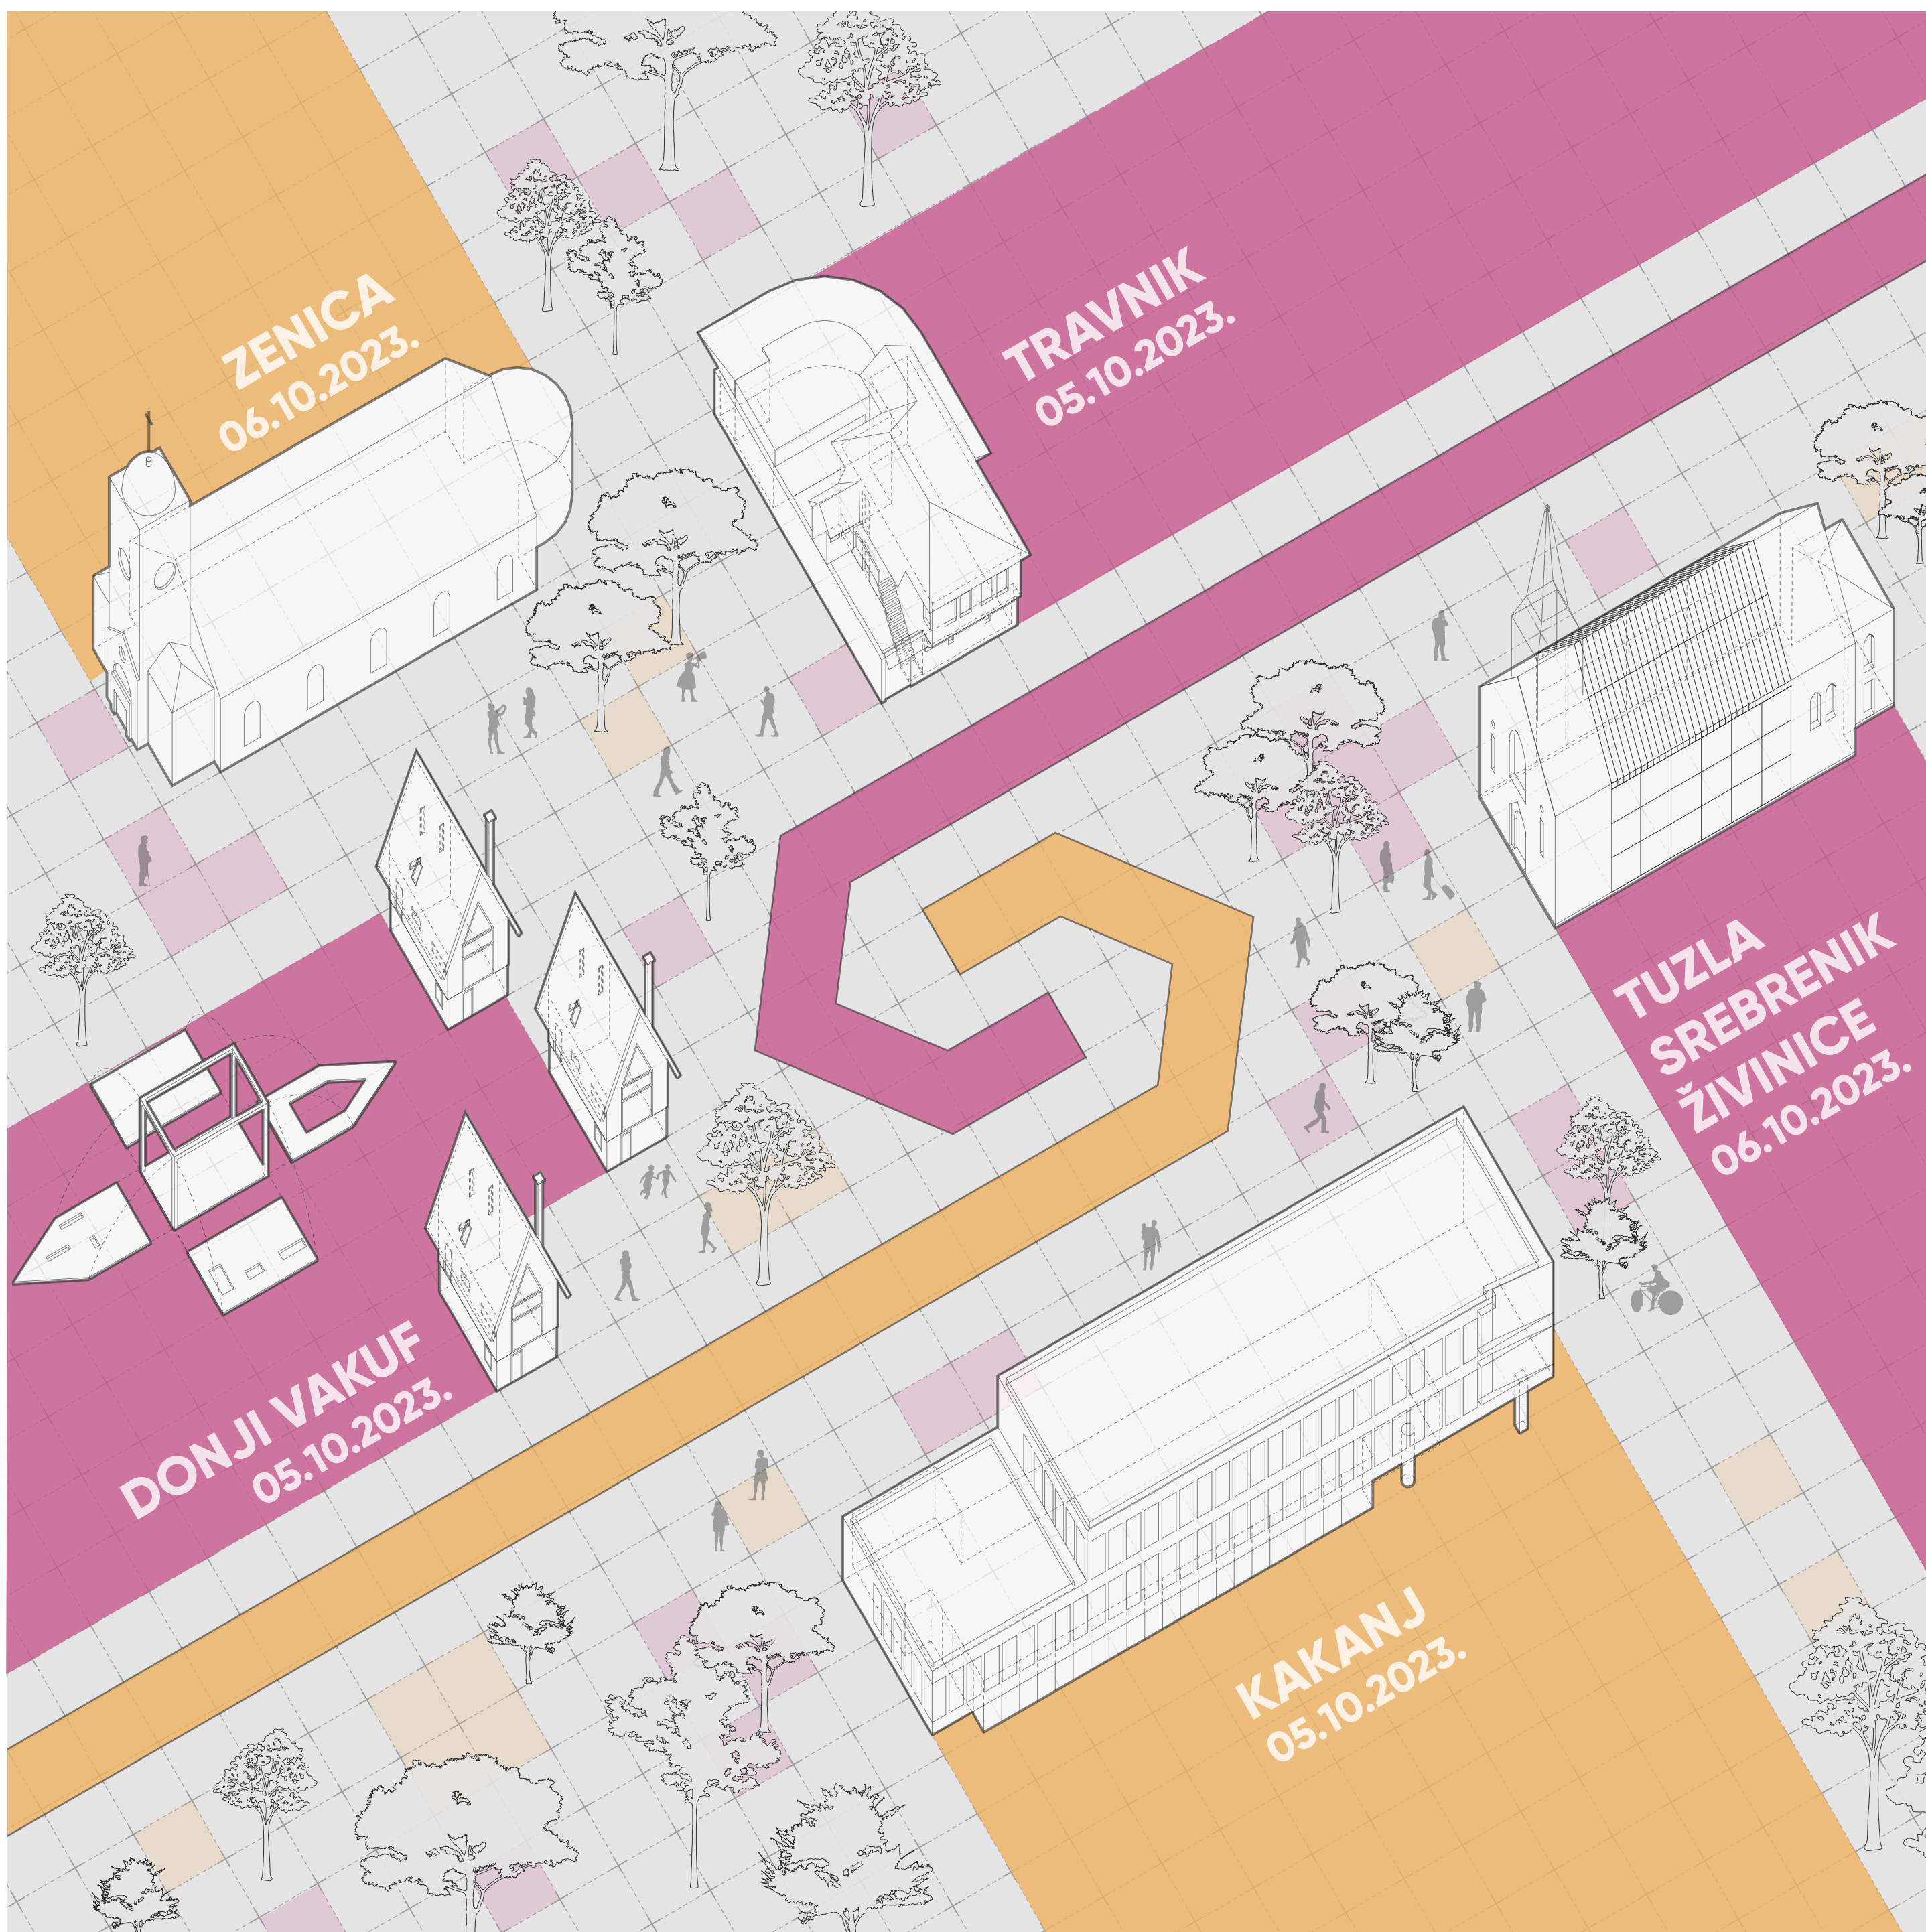 ZENICA
06.10.2023.
TRAVNIK
05.10.2023.
TUZLA
SREBRENIK
ŽIVINICE
06.10.2023.
DONJI VAKUF
05.10.2023.
KAKANJ
05.10.2023.